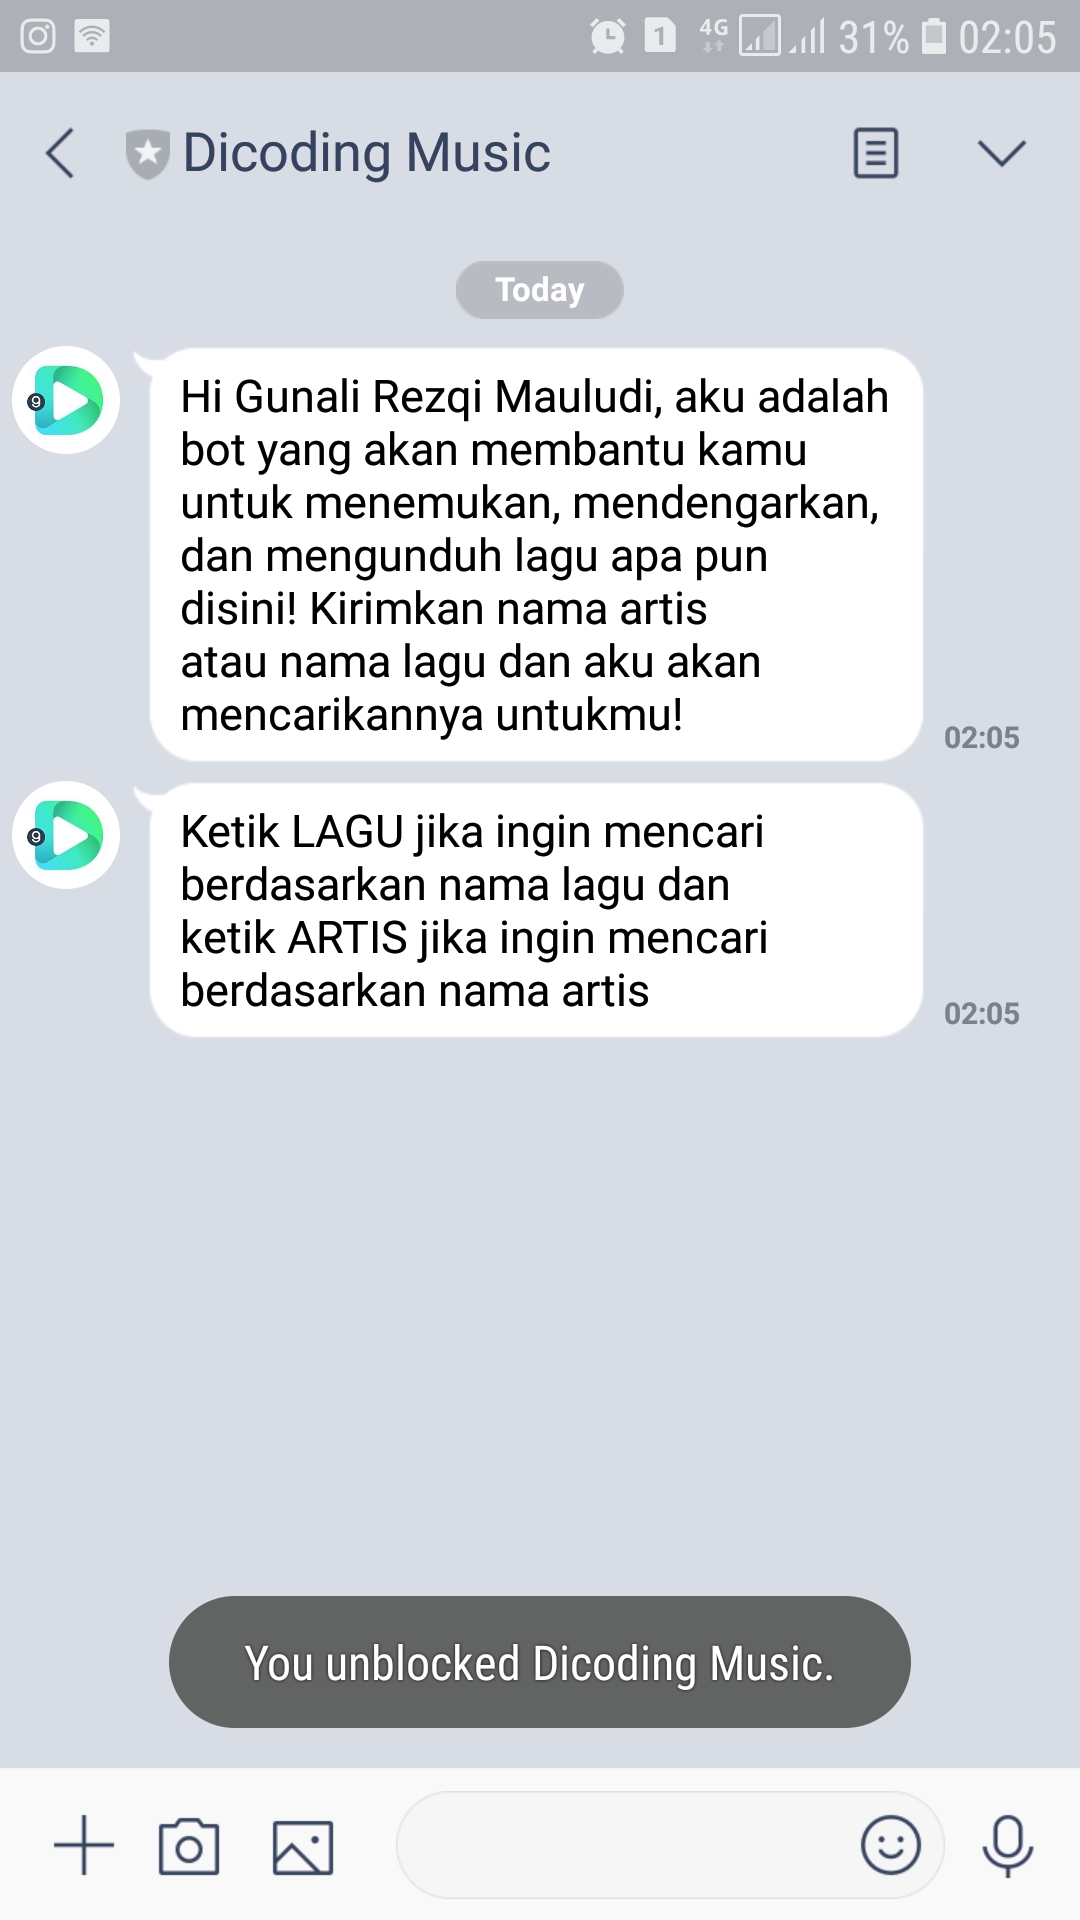 1 4G 31% 02:05
Dicoding Music
Today
Hi Gunali Rezqi Mauludi, aku adalah
bot yang akan membantu kamu
untuk menemukan, mendengarkan,
dan mengunduh lagu apa pun
disini! Kirimkan nama artis
atau nama lagu dan aku akan
mencarikannya untukmu!
02:05
9
Ketik LAGU jika ingin mencari
berdasarkan nama lagu dan
ketik ARTIS jika ingin mencari
berdasarkan nama artis
02:05
9
You unblocked Dicoding Music.